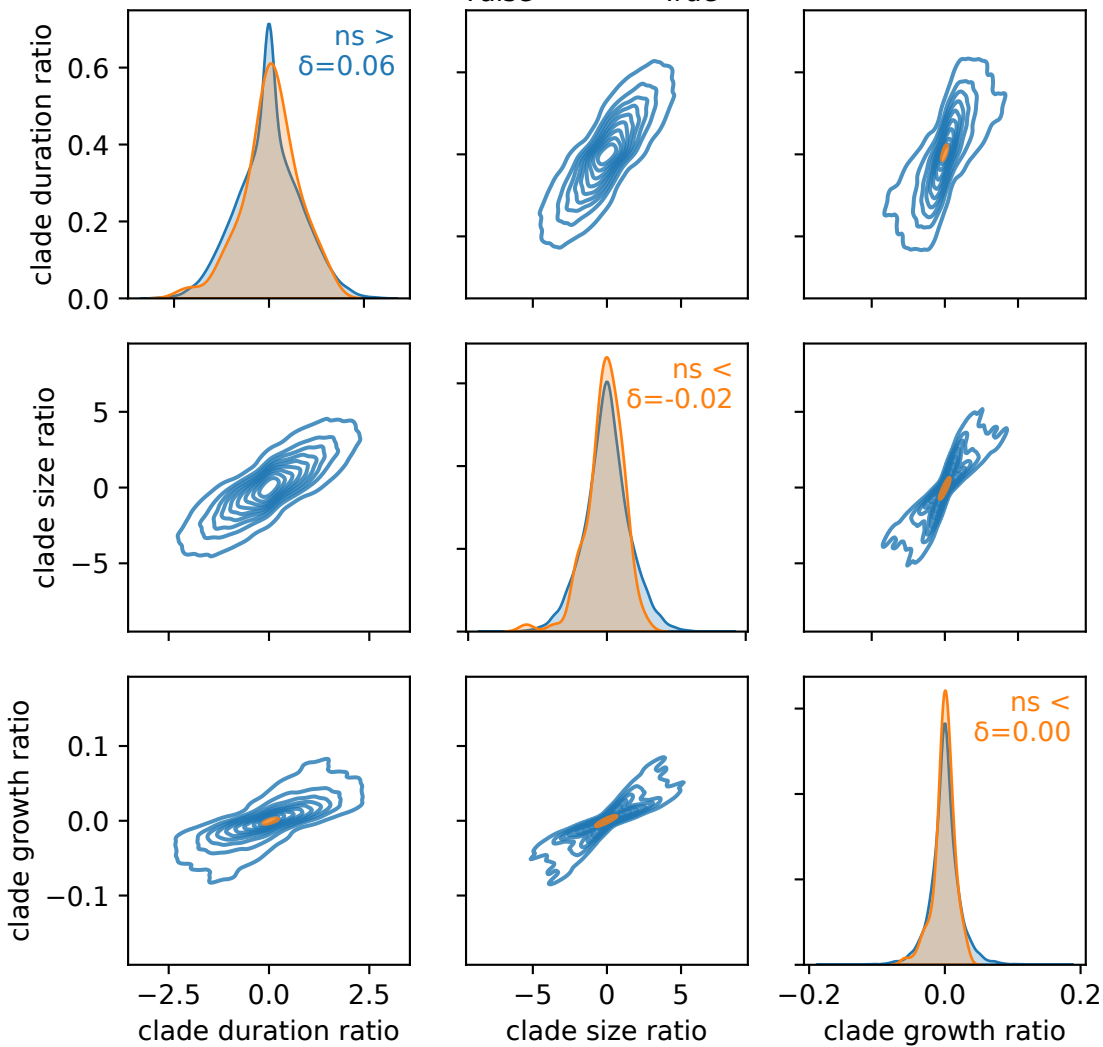 True
clade duration ratio
0.6
0.4
0.2
0.0
ns >
δ=0.06
clade size ratio
5
0
−5
ns <
δ=-0.02
clade growth ratio
0.1
0.0
−0.1
ns <
δ=0.00
−2.5 0.0 2.5
−5 0 5
−0.2 0.0 0.2
clade duration ratio
clade size ratio
clade growth ratio